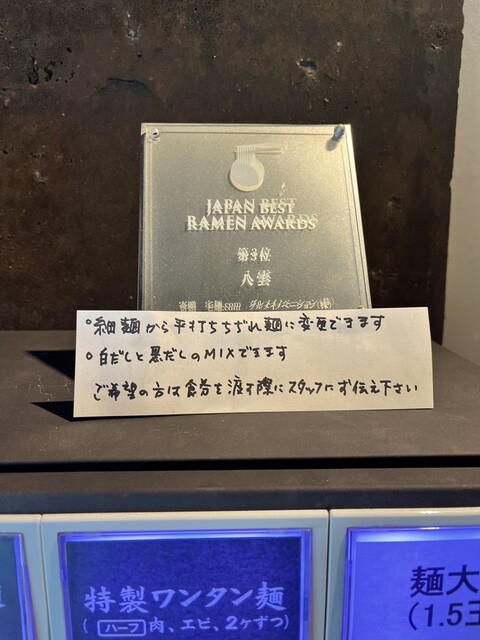 JAPAN BEST
RAMEN AWARDS
第3位
八雲
○細麺から平打ちちぢれ麺に変更できます
○白だしと黒だしのMIXできます
ご希望の方は食券を渡す際にスタッフにお伝え下さい
特製ワンタン麺
(ハーフ 肉、エビ、2ケずつ)
麺大
(1.5玉